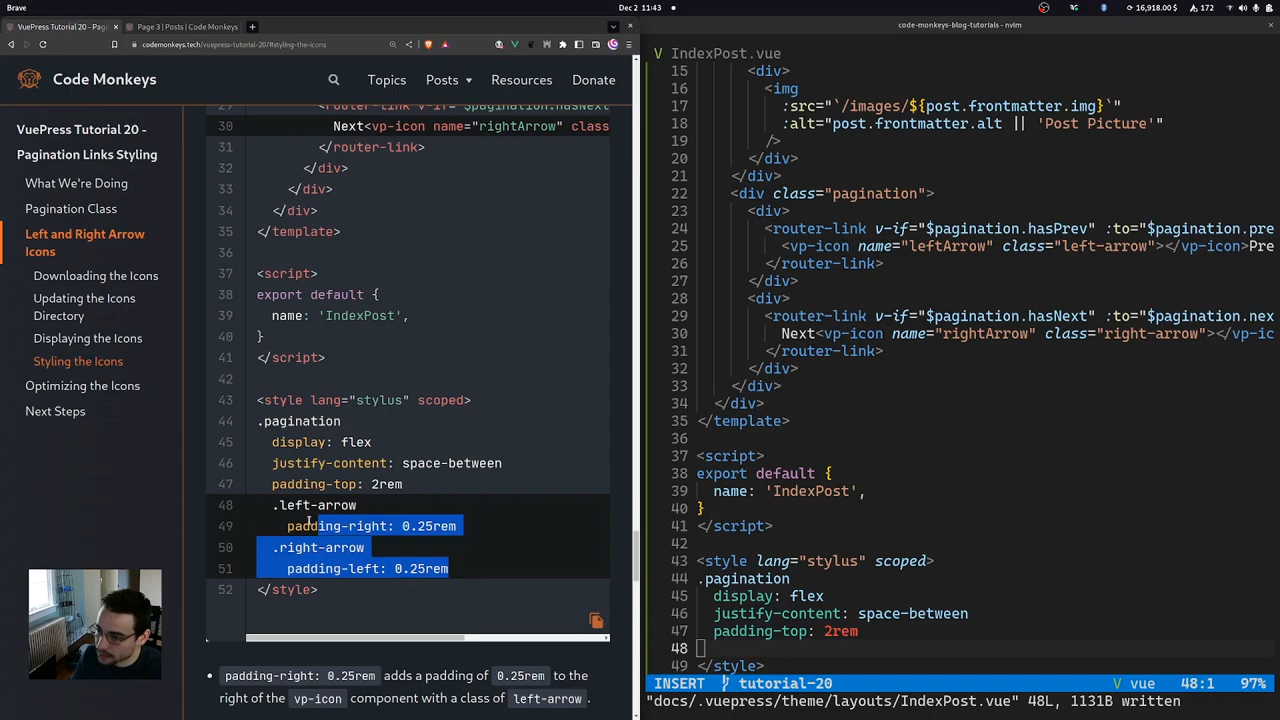 Brave
Dec 2 11:43
16,918.00
172
VuePress Tutorial 20 - Pagi
Page 3 | Posts | Code Monkeys
code-monkeys-blog-tutorials - nvim
codemonkeys.tech/vuepress-tutorial-20/#styling-the-icons
Code Monkeys
Topics
Posts
Resources
Donate
VuePress Tutorial 20 -
Pagination Links Styling
What We're Doing
Pagination Class
Left and Right Arrow
Icons
Downloading the Icons
Updating the Icons
Directory
Displaying the Icons
Styling the Icons
Optimizing the Icons
Next Steps
29 <router-link v-if="$pagination.hasNext
30 Next<vp-icon name="rightArrow" class
31 </router-link>
32 </div>
33 </div>
34 </div>
35 </template>
36
37 <script>
38 export default {
39 name: 'IndexPost',
40 }
41 </script>
42
43 <style lang="stylus" scoped>
44 .pagination
45 display: flex
46 justify-content: space-between
47 padding-top: 2rem
48 .left-arrow
49 padding-right: 0.25rem
50 .right-arrow
51 padding-left: 0.25rem
52 </style>
padding-right: 0.25rem adds a padding of 0.25rem to the
right of the vp-icon component with a class of left-arrow.
IndexPost.vue
15 <div>
16 <img
17 :src="`/images/${post.frontmatter.img}`"
18 :alt="post.frontmatter.alt || 'Post Picture'"
19 />
20 </div>
21 </div>
22 <div class="pagination">
23 <div>
24 <router-link v-if="$pagination.hasPrev" :to="$pagination.pre
25 <vp-icon name="leftArrow" class="left-arrow"></vp-icon>Pre
26 </router-link>
27 </div>
28 <div>
29 <router-link v-if="$pagination.hasNext" :to="$pagination.nex
30 Next<vp-icon name="rightArrow" class="right-arrow"></vp-ic
31 </router-link>
32 </div>
33 </div>
34 </div>
35 </template>
36
37 <script>
38 export default {
39 name: 'IndexPost',
40 }
41 </script>
42
43 <style lang="stylus" scoped>
44 .pagination
45 display: flex
46 justify-content: space-between
47 padding-top: 2rem
48
49 </style>
INSERT tutorial-20 vue 48:1 97%
"docs/.vuepress/theme/layouts/IndexPost.vue" 48L, 1131B written